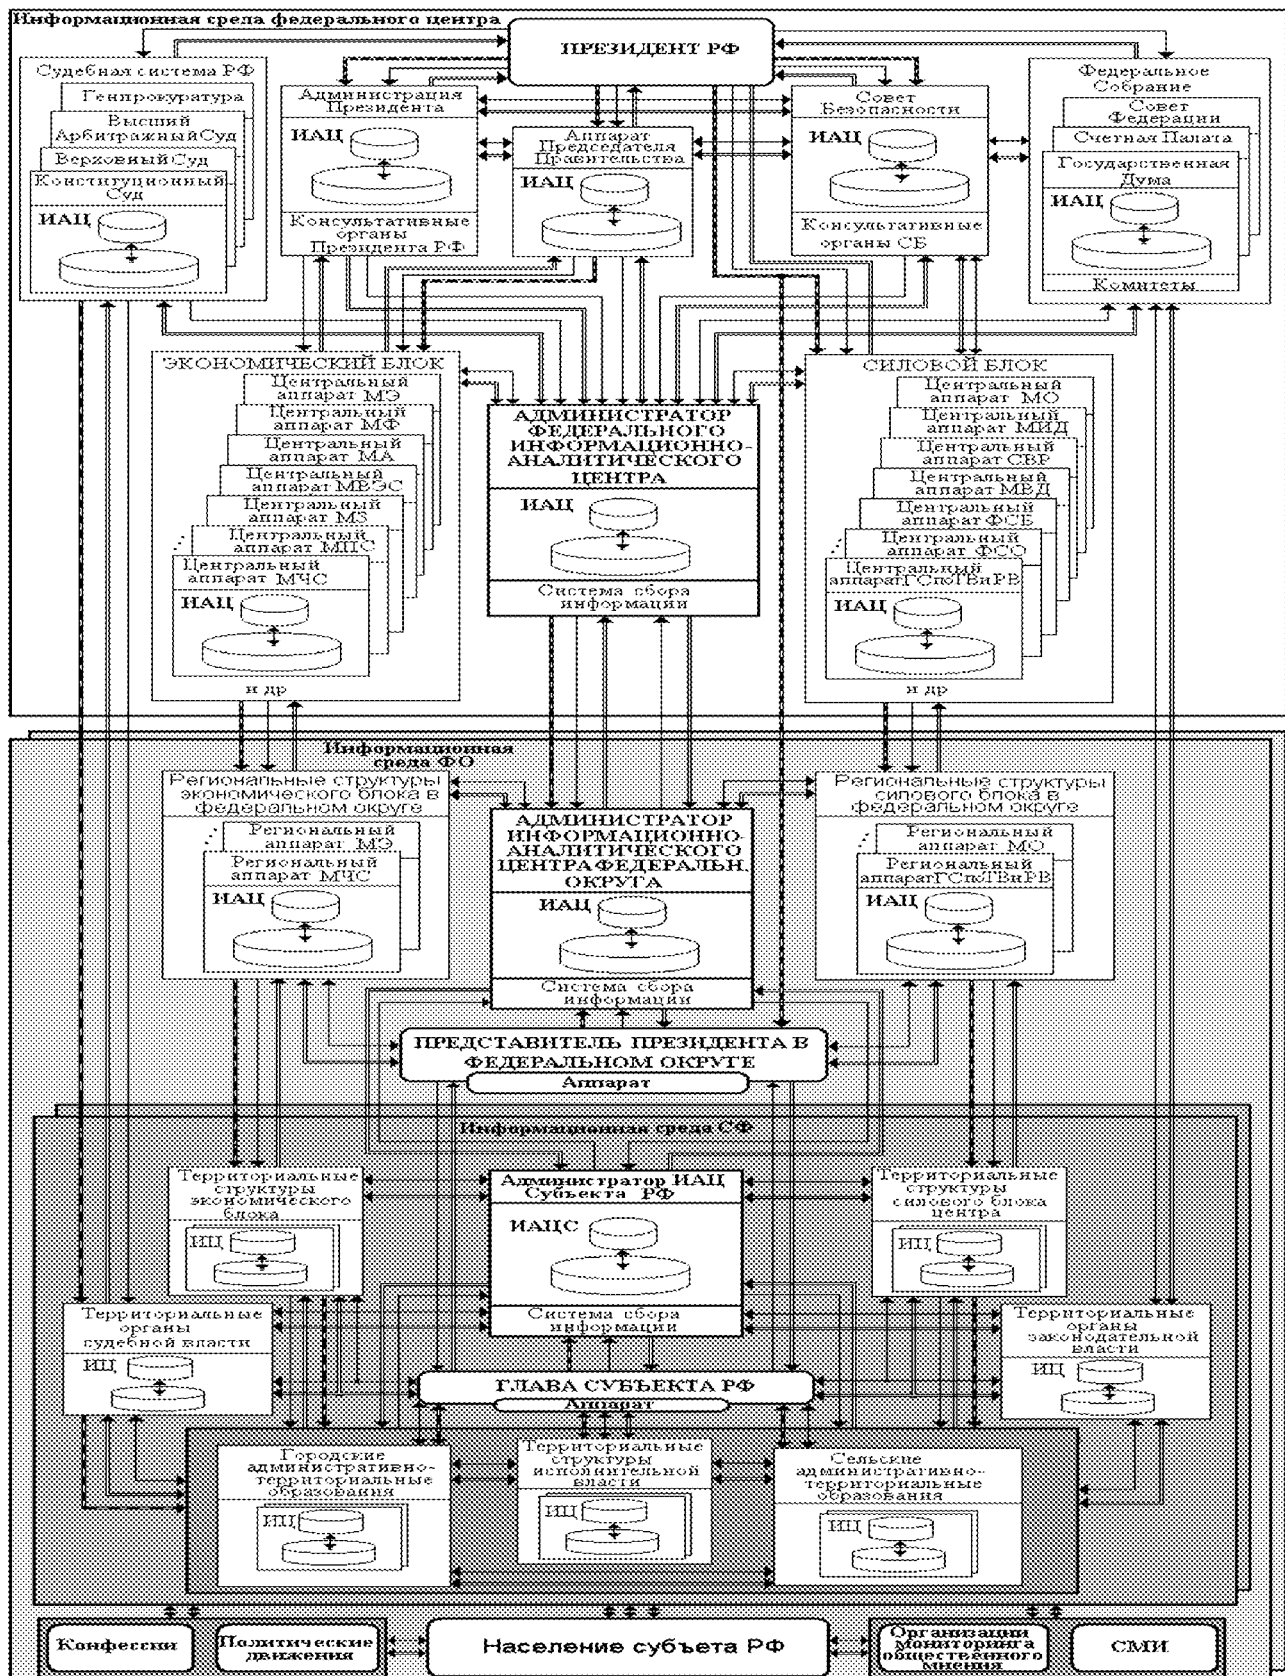 Информационная среда федерального центра
ПРЕЗИДЕНТ РФ
Судебная система РФ
Генпрокуратура
Высший
Арбитражный Суд
Верховный Суд
Конституционный
Суд
ИАЦ
Администрация
Президента
ИАЦ
Консультативные
органы
Президента РФ
Аппарат
Председателя
Правительства
ИАЦ
Совет
Безопасности
ИАЦ
Консультативные
органы СБ
Федеральное
Собрание
Совет
Федерации
Счетная Палата
Государственная
Дума
ИАЦ
Комитеты
ЭКОНОМИЧЕСКИЙ БЛОК
Центральный
аппарат МЭ
Центральный
аппарат МФ
Центральный
аппарат МА
Центральный
аппарат МВЭС
Центральный
аппарат МЗ
Центральный
аппарат МПС
Центральный
аппарат МЧС
ИАЦ
и др
АДМИНИСТРАТОР
ФЕДЕРАЛЬНОГО
ИНФОРМАЦИОННО-
АНАЛИТИЧЕСКОГО
ЦЕНТРА
ИАЦ
Система сбора
информации
СИЛОВОЙ БЛОК
Центральный
аппарат МО
Центральный
аппарат МИД
Центральный
аппарат СВР
Центральный
аппарат МВД
Центральный
аппарат ФСБ
Центральный
аппарат ФСО
Центральный
аппаратГСпоТВиРВ
ИАЦ
и др
Информационная
среда ФО
Региональные структуры
экономического блока в
федеральном округе
Региональный
аппарат МЭ
Региональный
аппарат МЧС
ИАЦ
АДМИНИСТРАТОР
ИНФОРМАЦИОННО-
АНАЛИТИЧЕСКОГО
ЦЕНТРА ФЕДЕРАЛЬН.
ОКРУГА
ИАЦ
Система сбора
информации
Региональные структуры
силового блока в
федеральном округе
Региональный
аппарат МО
Региональный
аппаратГСпоТВиРВ
ИАЦ
ПРЕДСТАВИТЕЛЬ ПРЕЗИДЕНТА В
ФЕДЕРАЛЬНОМ ОКРУГЕ
Аппарат
Информационная среда СФ
Территориальные
структуры
экономического
блока
ИЦ
Администратор ИАЦ
Субъекта РФ
ИАЦС
Система сбора
информации
Территориальные
структуры
силового блока
центра
ИЦ
Территориальные
органы
судебной власти
ИЦ
Территориальные
органы
законодательной
власти
ИЦ
ГЛАВА СУБЪЕКТА РФ
Аппарат
Городские
административно-
территориальные
образования
ИЦ
Территориальные
структуры
исполнительной
власти
ИЦ
Сельские
административно-
территориальные
образования
ИЦ
Конфессии
Политические
движения
Население субъета РФ
Организации
мониторинга
общественного
мнения
СМИ